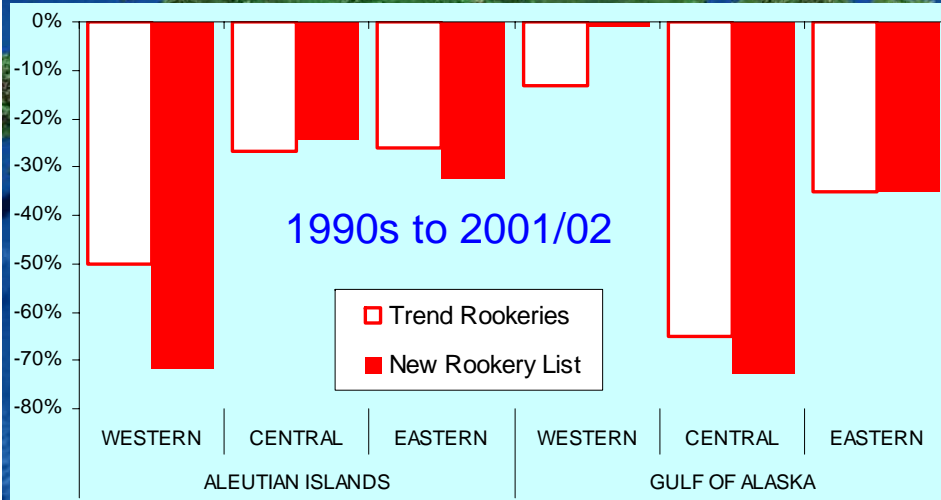 0%
-10%
-20%
-30%
-40%
-50%
-60%
-70%
-80%
1990s to 2001/02
Trend Rookeries
New Rookery List
WESTERN CENTRAL EASTERN WESTERN CENTRAL EASTERN
ALEUTIAN ISLANDS GULF OF ALASKA